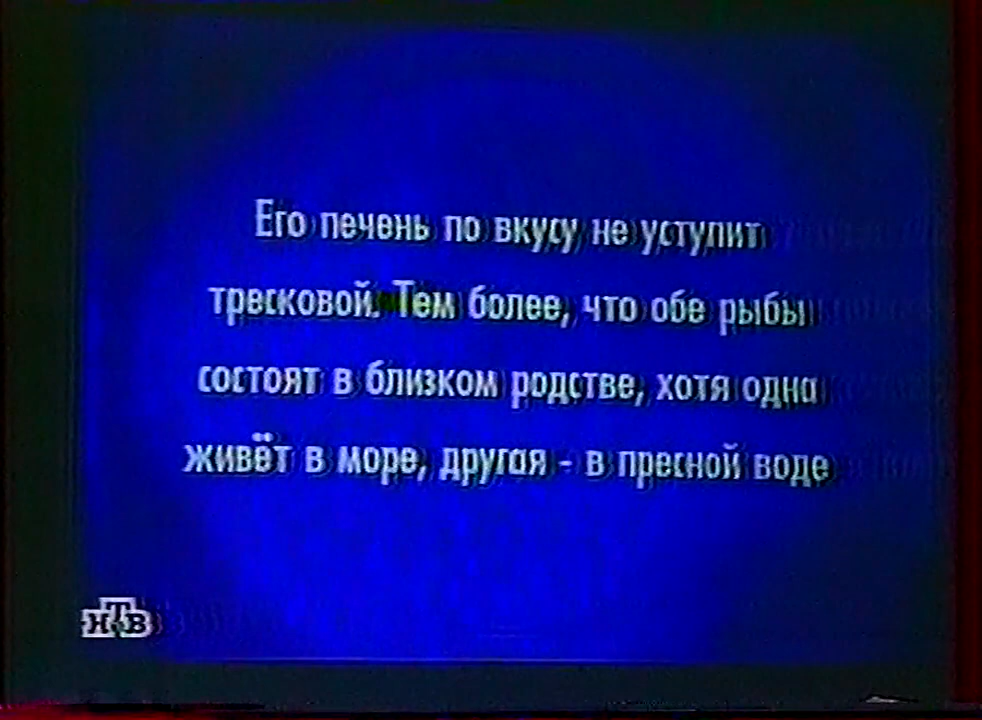 Его печень по вкусу не уступит
тресковой. Тем более, что обе рыбы
состоят в близком родстве, хотя одна
живёт в море, другая - в пресной воде
НТВ